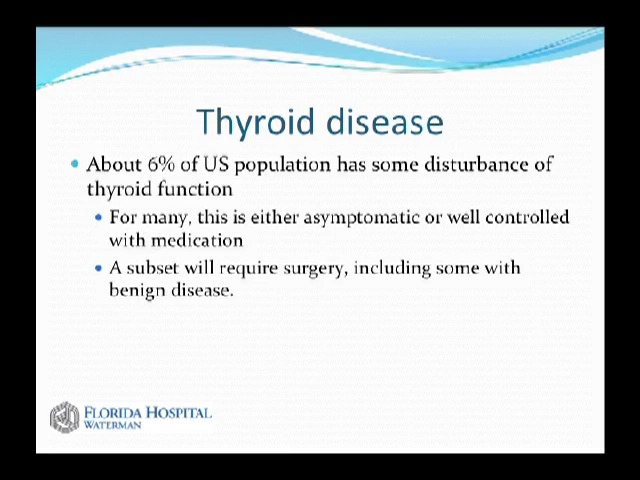 Thyroid disease
About 6% of US population has some disturbance of
thyroid function
For many, this is either asymptomatic or well controlled
with medication
A subset will require surgery, including some with
benign disease.
FLORIDA HOSPITAL
WATERMAN